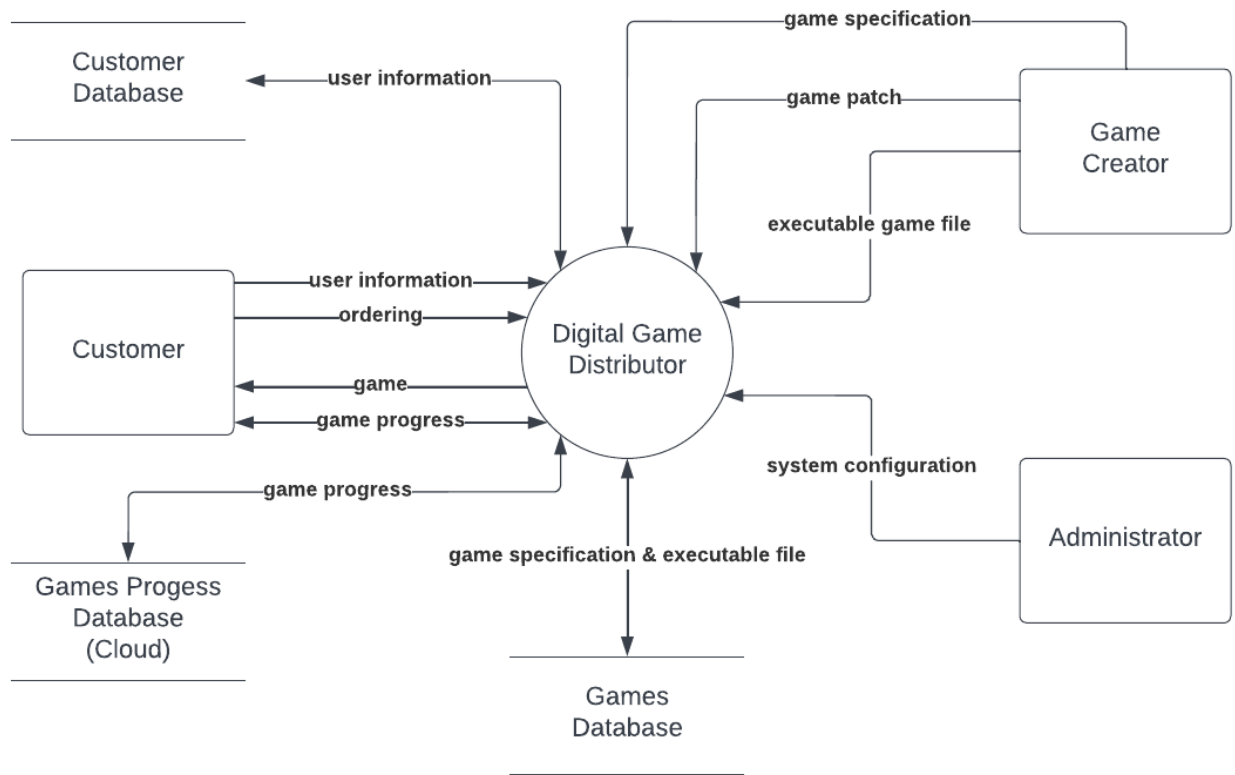 game specification
Customer
Database
user information
game patch
Game
Creator
executable game file
user information
ordering
Customer
Digital Game
Distributor
game
game progress
system configuration
game progress
Administrator
game specification & executable file
Games Progess
Database
(Cloud)
Games
Database